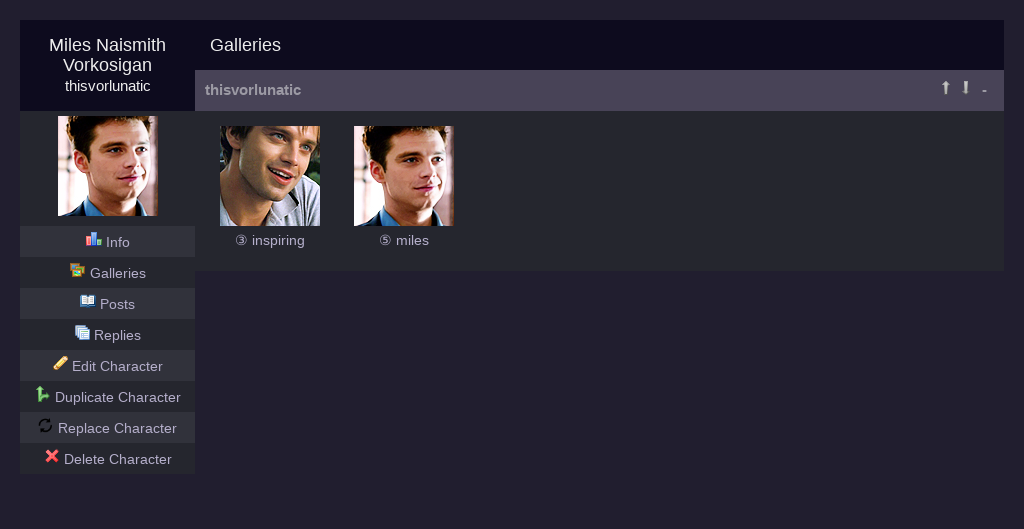 Miles Naismith
Vorkosigan
thisvorlunatic
Galleries
thisvorlunatic
-
③ inspiring
⑤ miles
Info
Galleries
Posts
Replies
Edit Character
Duplicate Character
Replace Character
Delete Character